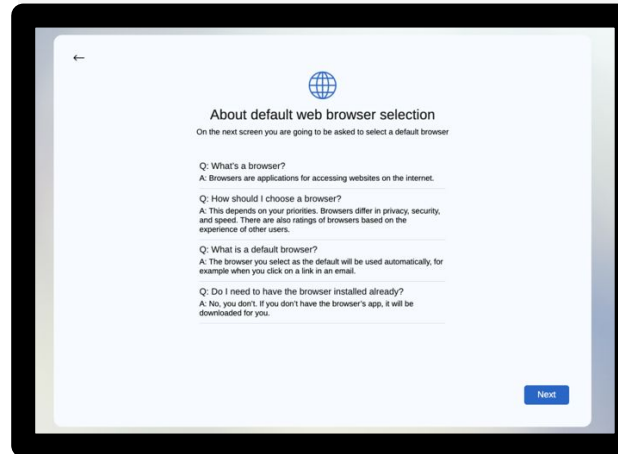 About default web browser selection
On the next screen you are going to be asked to select a default browser
Q: What's a browser?
A: Browsers are applications for accessing websites on the internet.
Q: How should I choose a browser?
A: This depends on your priorities. Browsers differ in privacy, security,
and speed. There are also ratings of browsers based on the
experience of other users.
Q: What is a default browser?
A: The browser you select as the default will be used automatically, for
example when you click on a link in an email.
Q: Do I need to have the browser installed already?
A: No, you don't. If you don't have the browser's app, it will be
downloaded for you.
Next